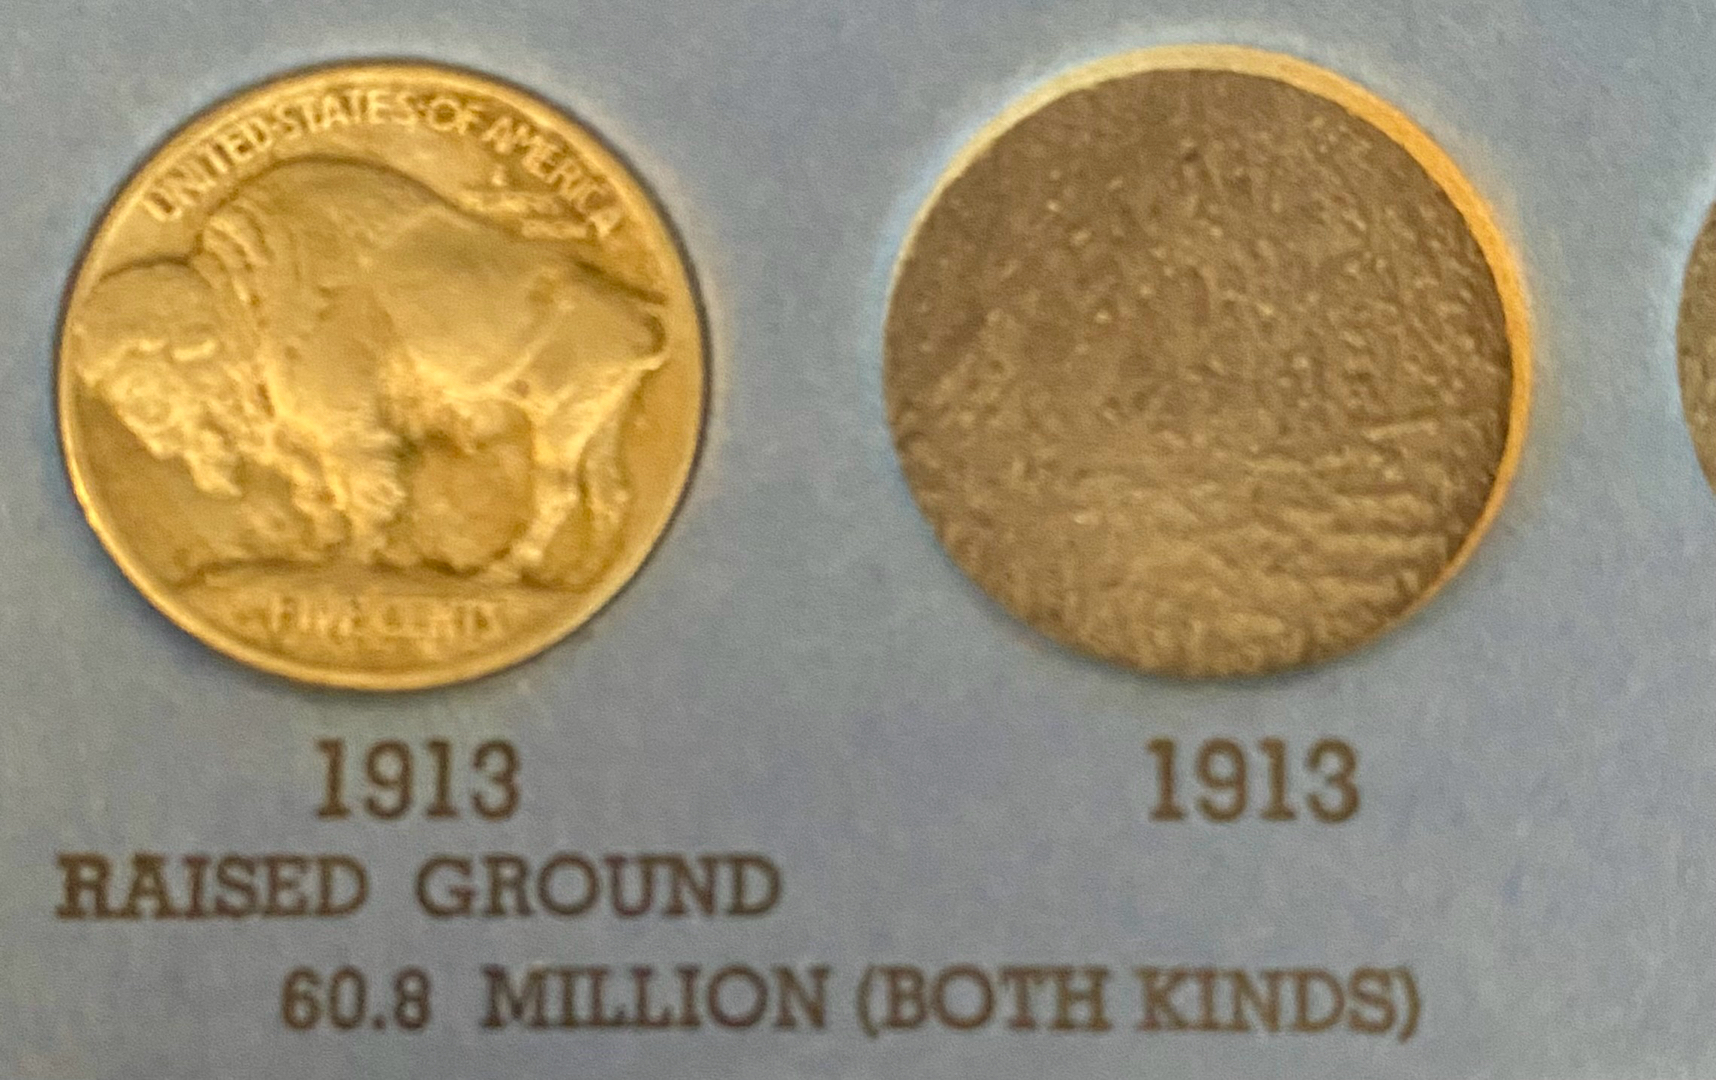 UNITED·STATES·OF AMERICA
FIVE CENTS
1913
RAISED GROUND
1913
60.8 MILLION (BOTH KINDS)